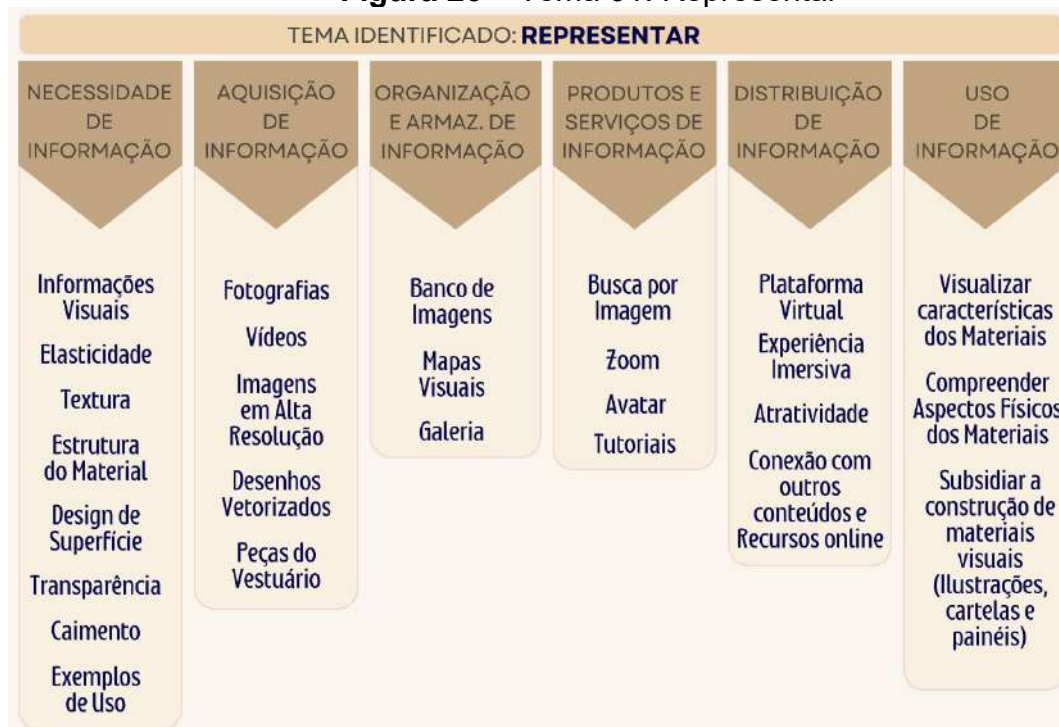 Figura Tema Representar
TEMA IDENTIFICADO: REPRESENTAR
NECESSIDADE
DE
INFORMAÇÃO
Informações
Visuais
Elasticidade
Textura
Estrutura
do Material
Design de
Superfície
Transparência
Caimento
Exemplos
de Uso
AQUISIÇÃO
DE
INFORMAÇÃO
Fotografias
Vídeos
Imagens
em Alta
Resolução
Desenhos
Vetorizados
Peças do
Vestuário
ORGANIZAÇÃO
E ARMAZ. DE
INFORMAÇÃO
Banco de
Imagens
Mapas
Visuais
Galeria
PRODUTOS E
SERVIÇOS DE
INFORMAÇÃO
Busca por
Imagem
Zoom
Avatar
Tutoriais
DISTRIBUIÇÃO
DE
INFORMAÇÃO
Plataforma
Virtual
Experiência
Imersiva
Atratividade
Conexão com
outros
conteúdos e
Recursos online
USO
DE
INFORMAÇÃO
Visualizar
características
dos Materiais
Compreender
Aspectos Físicos
dos Materiais
Subsidiar a
construção de
materiais
visuais
(Ilustrações,
cartelas e
painéis)